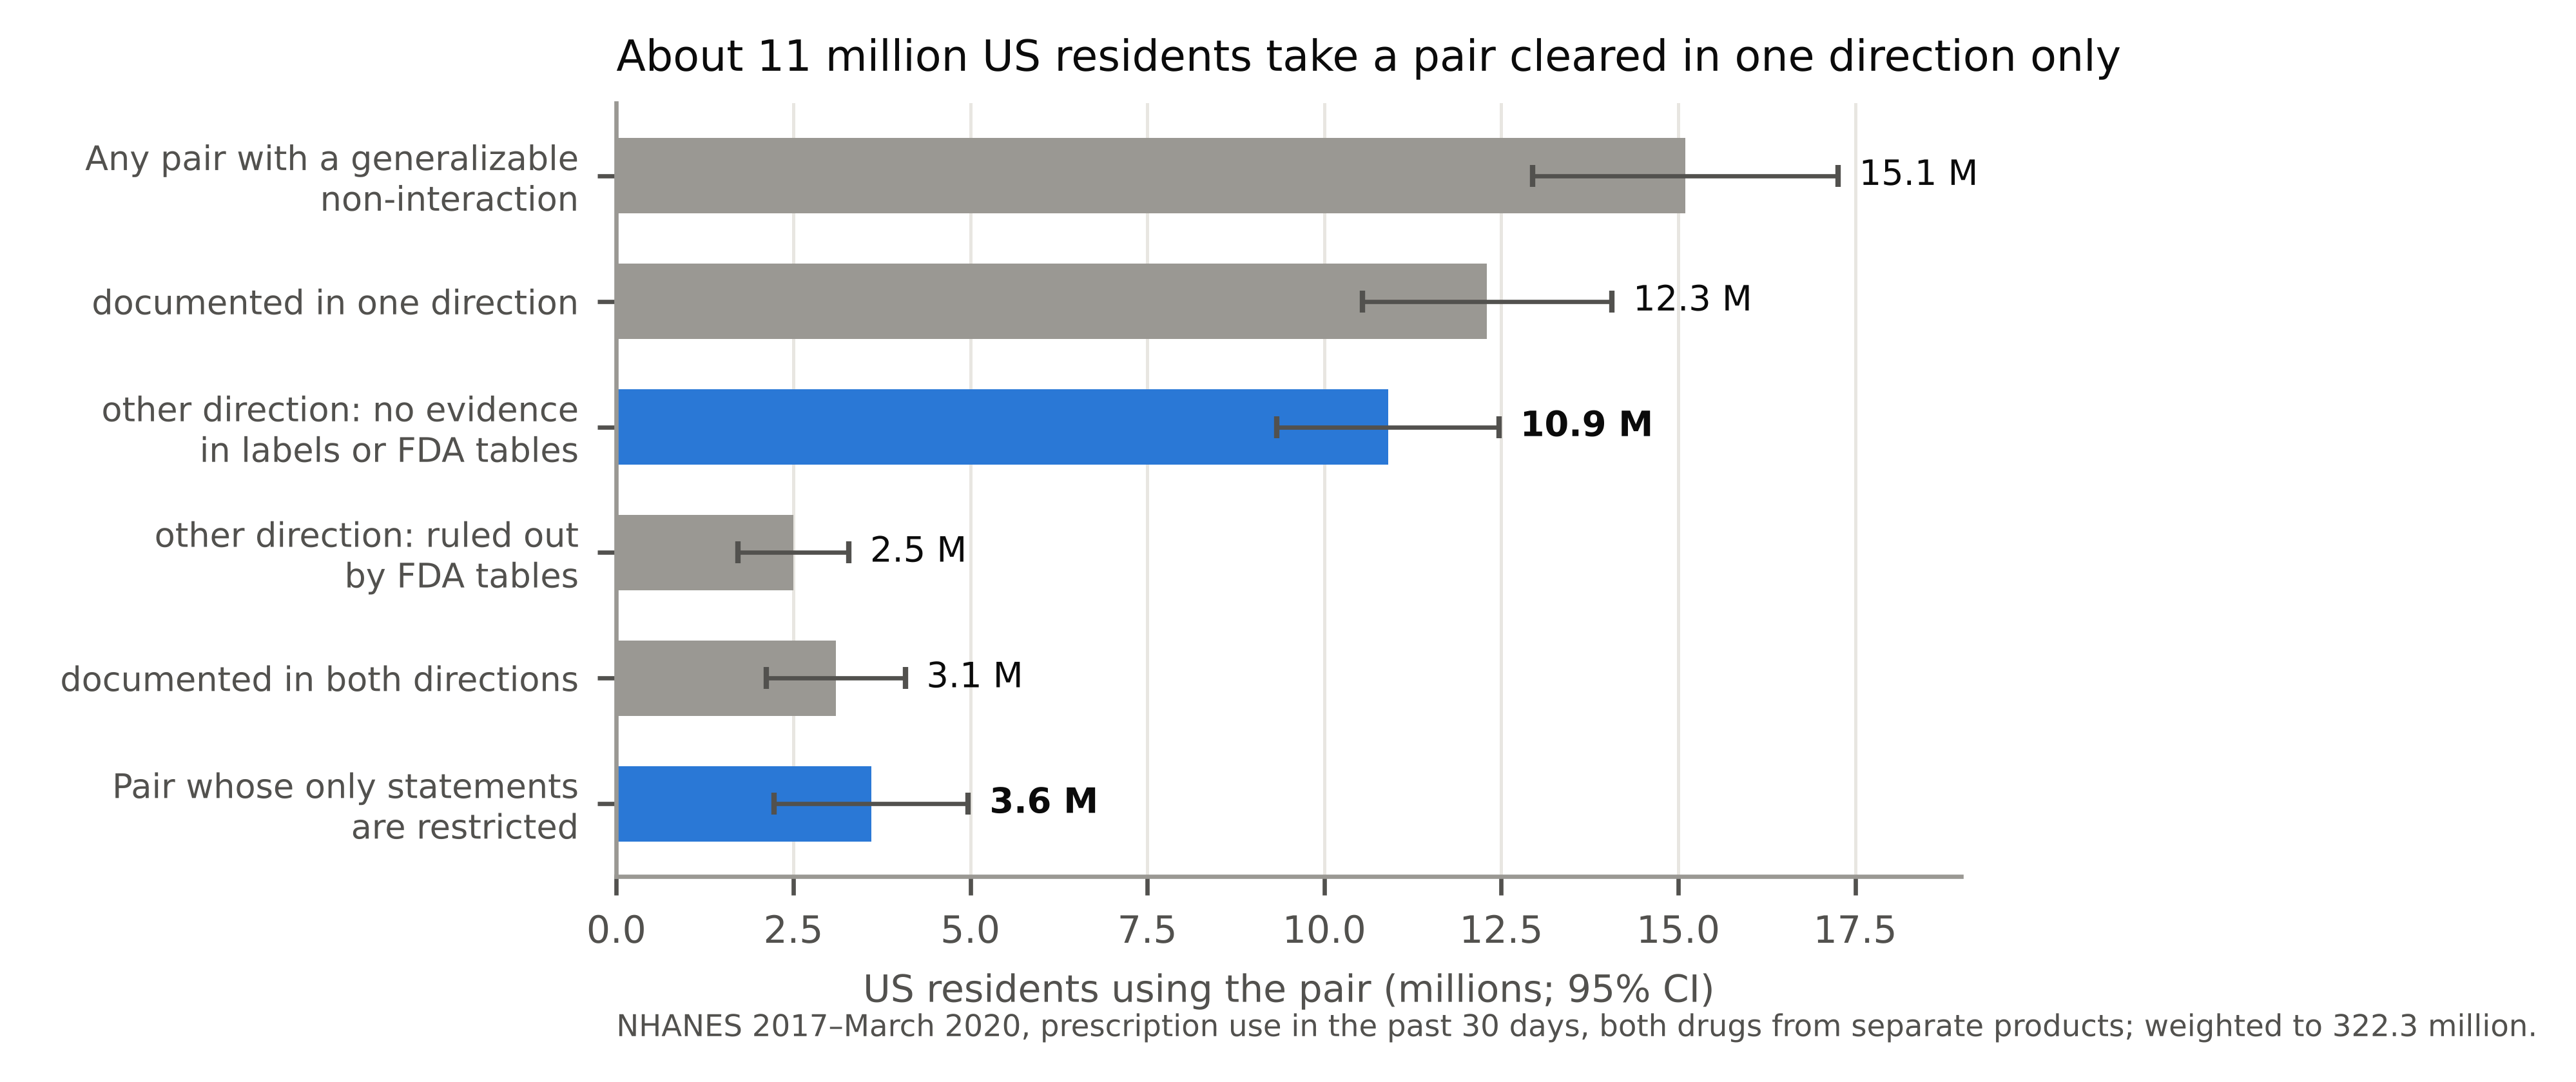 About 11 million US residents take a pair cleared in one direction only
Any pair with a generalizable
non-interaction
15.1 M
documented in one direction
12.3 M
other direction: no evidence
in labels or FDA tables
10.9 M
other direction: ruled out
by FDA tables
2.5 M
documented in both directions
3.1 M
Pair whose only statements
are restricted
3.6 M
0.0 2.5 5.0 7.5 10.0 12.5 15.0 17.5
US residents using the pair (millions; 95% CI)
NHANES 2017–March 2020, prescription use in the past 30 days, both drugs from separate products; weighted to 322.3 million.